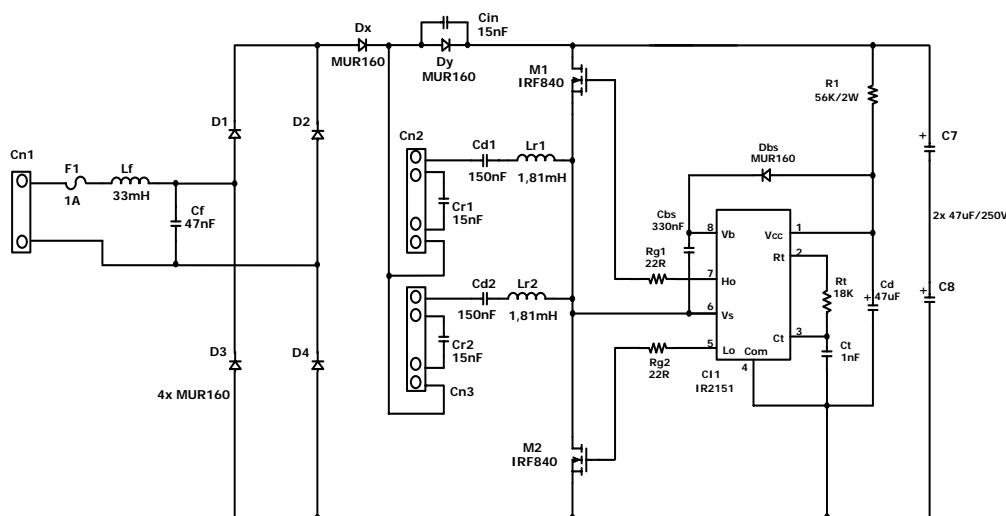 Cin
15nF
Dx
MUR160
Dy
MUR160
M1
IRF840
R1
56K/2W
D1
D2
Cn2
Cd1
150nF
Lr1
1,81mH
Dbs
MUR160
+
C7
Cn1
F1
1A
Lf
33mH
Cf
47nF
Cr1
15nF
Cbs
330nF
8
Vb
Vcc
1
2x 47uF/250V
Rg1
22R
7
Ho
Rt
2
Rt
18K
Cd2
150nF
Lr2
1,81mH
6
Vs
Cd
+
47uF
+
C8
Cr2
15nF
Ct
3
Ct
1nF
5
Lo
Com
4
Rg2
22R
CI1
IR2151
D3
D4
4x MUR160
Cn3
M2
IRF840